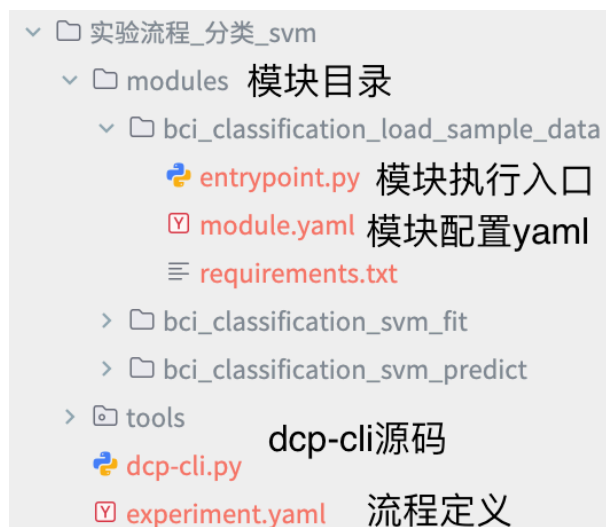 实验流程_分类_svm
modules 模块目录
bci_classification_load_sample_data
entrypoint.py 模块执行入口
Y module.yaml 模块配置yaml
requirements.txt
bci_classification_svm_fit
bci_classification_svm_predict
tools
dcp-cli源码
dcp-cli.py
Y experiment.yaml 流程定义